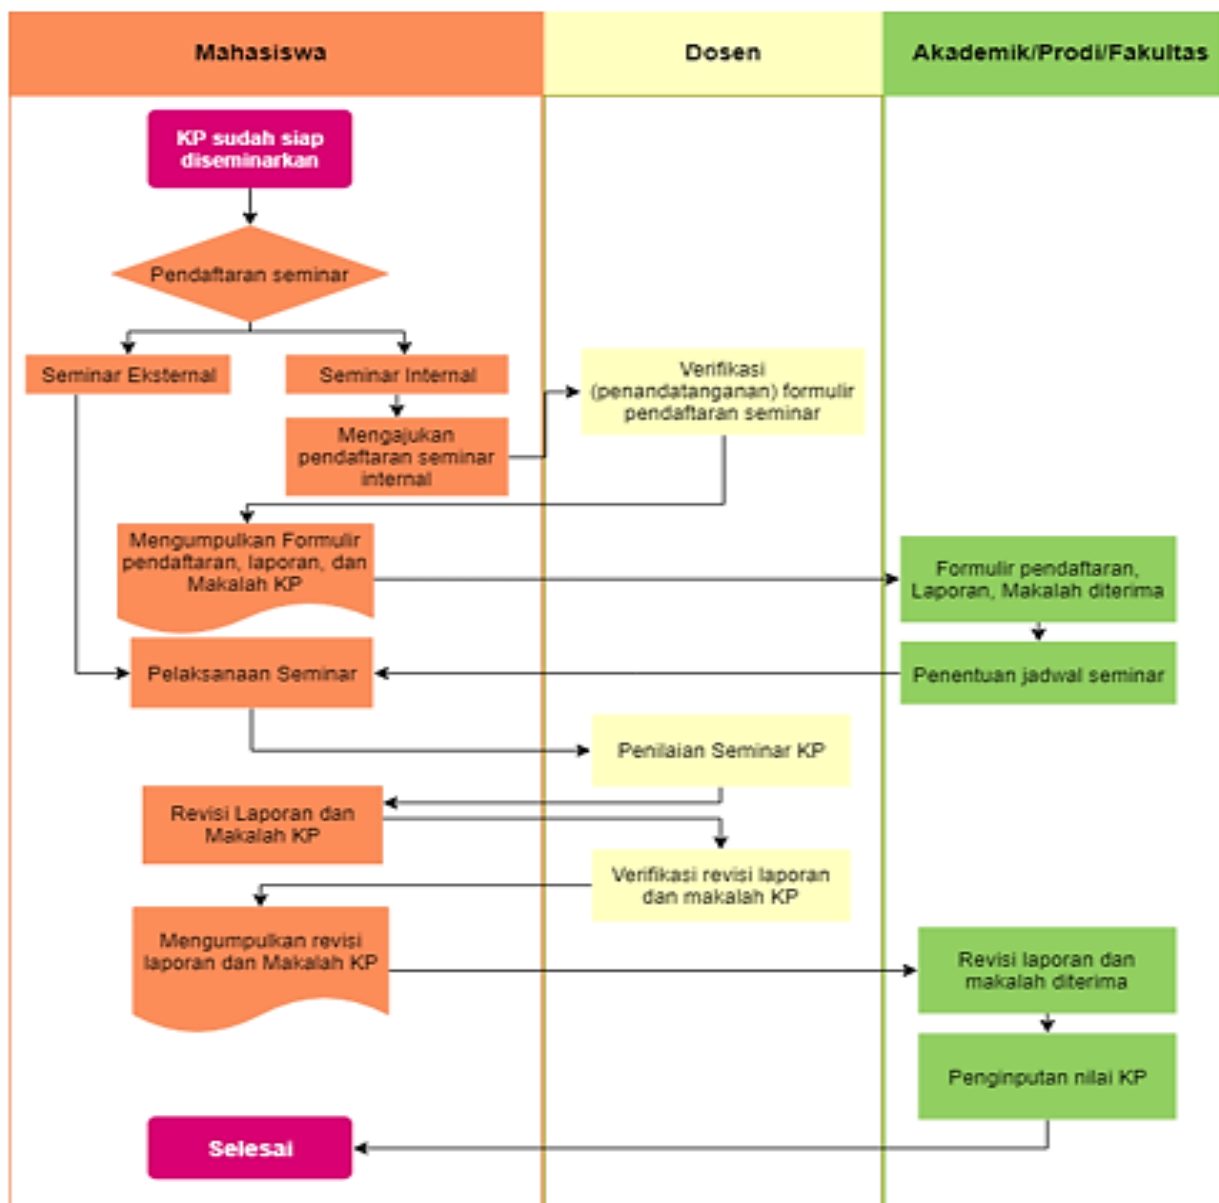 Mahasiswa
Dosen
Akademik/Prodi/Fakultas
KP sudah siap
diseminarkan
Pendaftaran seminar
Seminar Eksternal
Seminar Internal
Mengajukan
pendaftaran seminar
internal
Verifikasi
(penandatanganan) formulir
pendaftaran seminar
Mengumpulkan Formulir
pendaftaran, laporan, dan
Makalah KP
Formulir pendaftaran,
Laporan, Makalah diterima
Penentuan jadwal seminar
Pelaksanaan Seminar
Penilaian Seminar KP
Revisi Laporan dan
Makalah KP
Verifikasi revisi laporan
dan makalah KP
Mengumpulkan revisi
laporan dan Makalah KP
Revisi laporan dan
makalah diterima
Penginputan nilai KP
Selesai